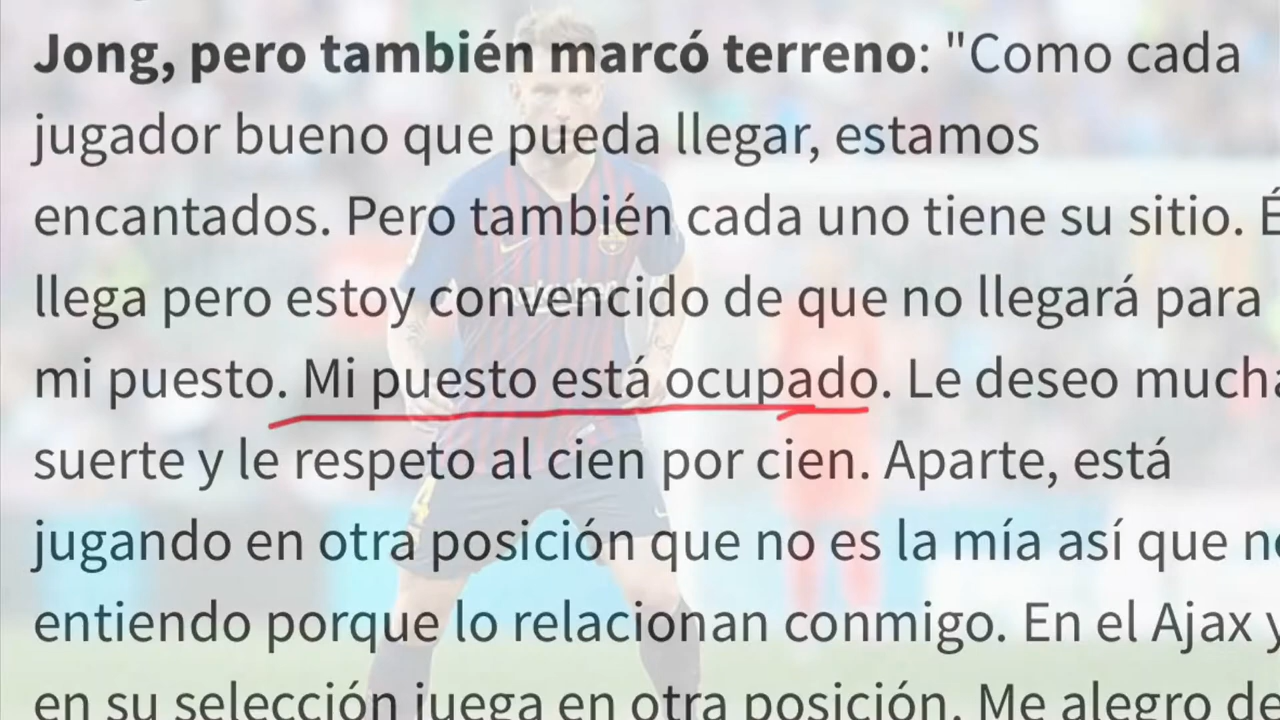 Jong, pero también marcó terreno: "Como cada
jugador bueno que pueda llegar, estamos
encantados. Pero también cada uno tiene su sitio.
llega pero estoy convencido de que no llegará para
mi puesto. Mi puesto está ocupado. Le deseo
suerte y le respeto al cien por cien. Aparte, está
jugando en otra posición que no es la mía así que
entiendo porque lo relacionan conmigo. En el Ajax y
en su selección juega en otra posición. Me alegro de